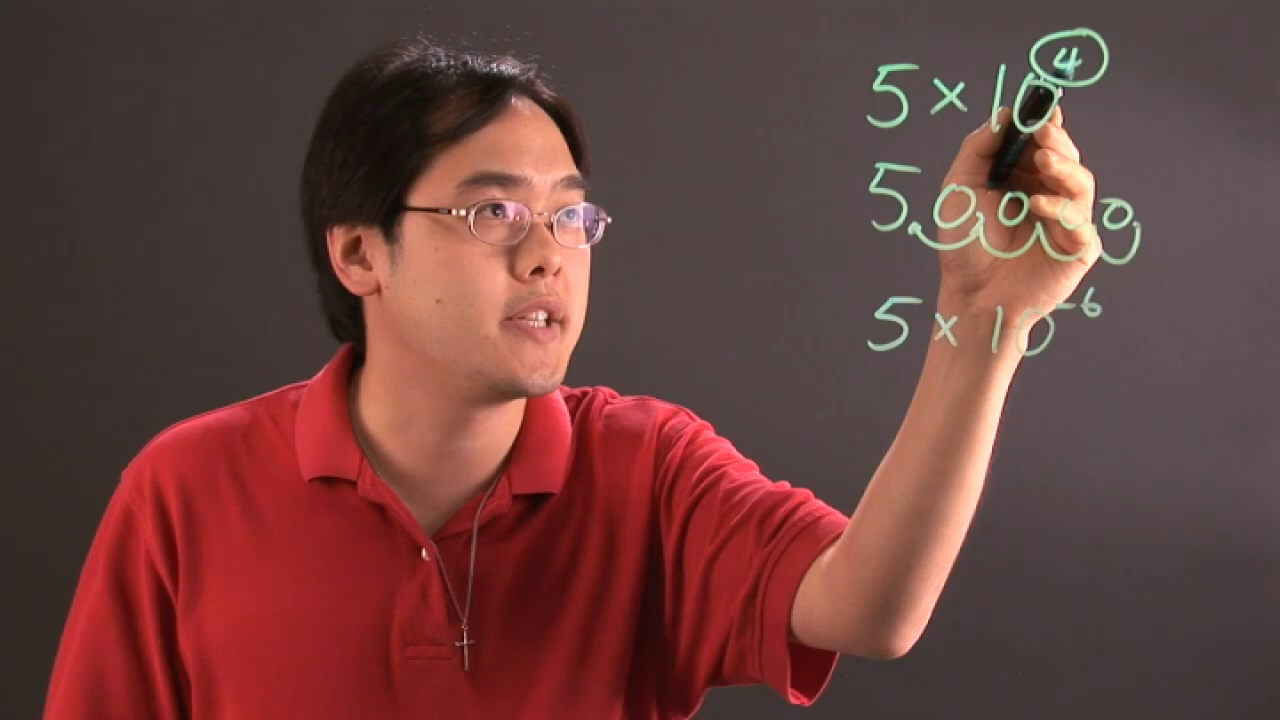 5 × 10⁴
5.0000.
5 × 10⁻⁶